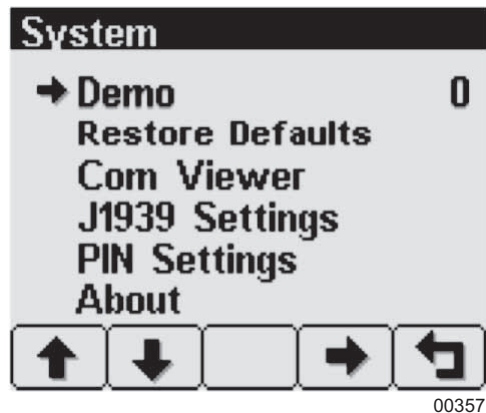 System
Demo 0
Restore Defaults
Com Viewer
J1939 Settings
PIN Settings
About
00357